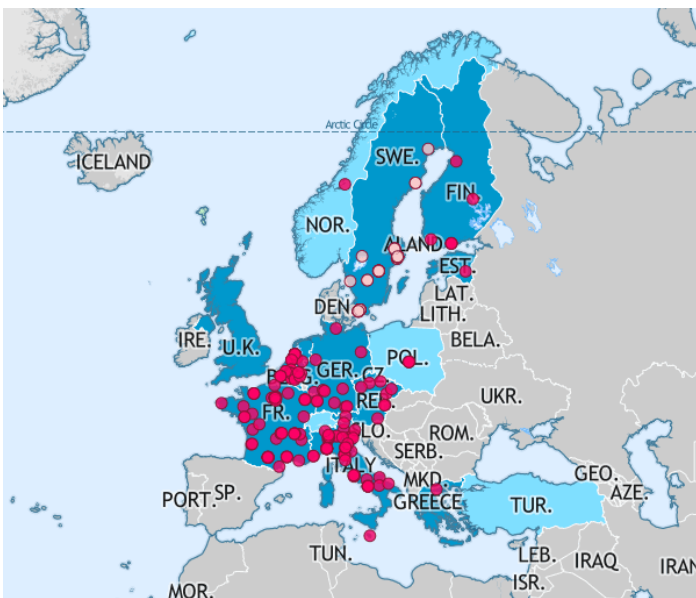 Arctic Circle
ICELAND
SWE.
FIN.
NOR.
ALAND
EST.
LAT.
LITH.
DEN.
BELA.
IRE.
U.K.
GER.
POL.
CZ.
UKR.
FR.
ROM.
SERB.
ITALY
MKD.
GREECE
GEO.
AZE.
PORT.
SP.
TUR.
TUN.
LEB.
IRAQ
IRAN
ISR.
MOR.